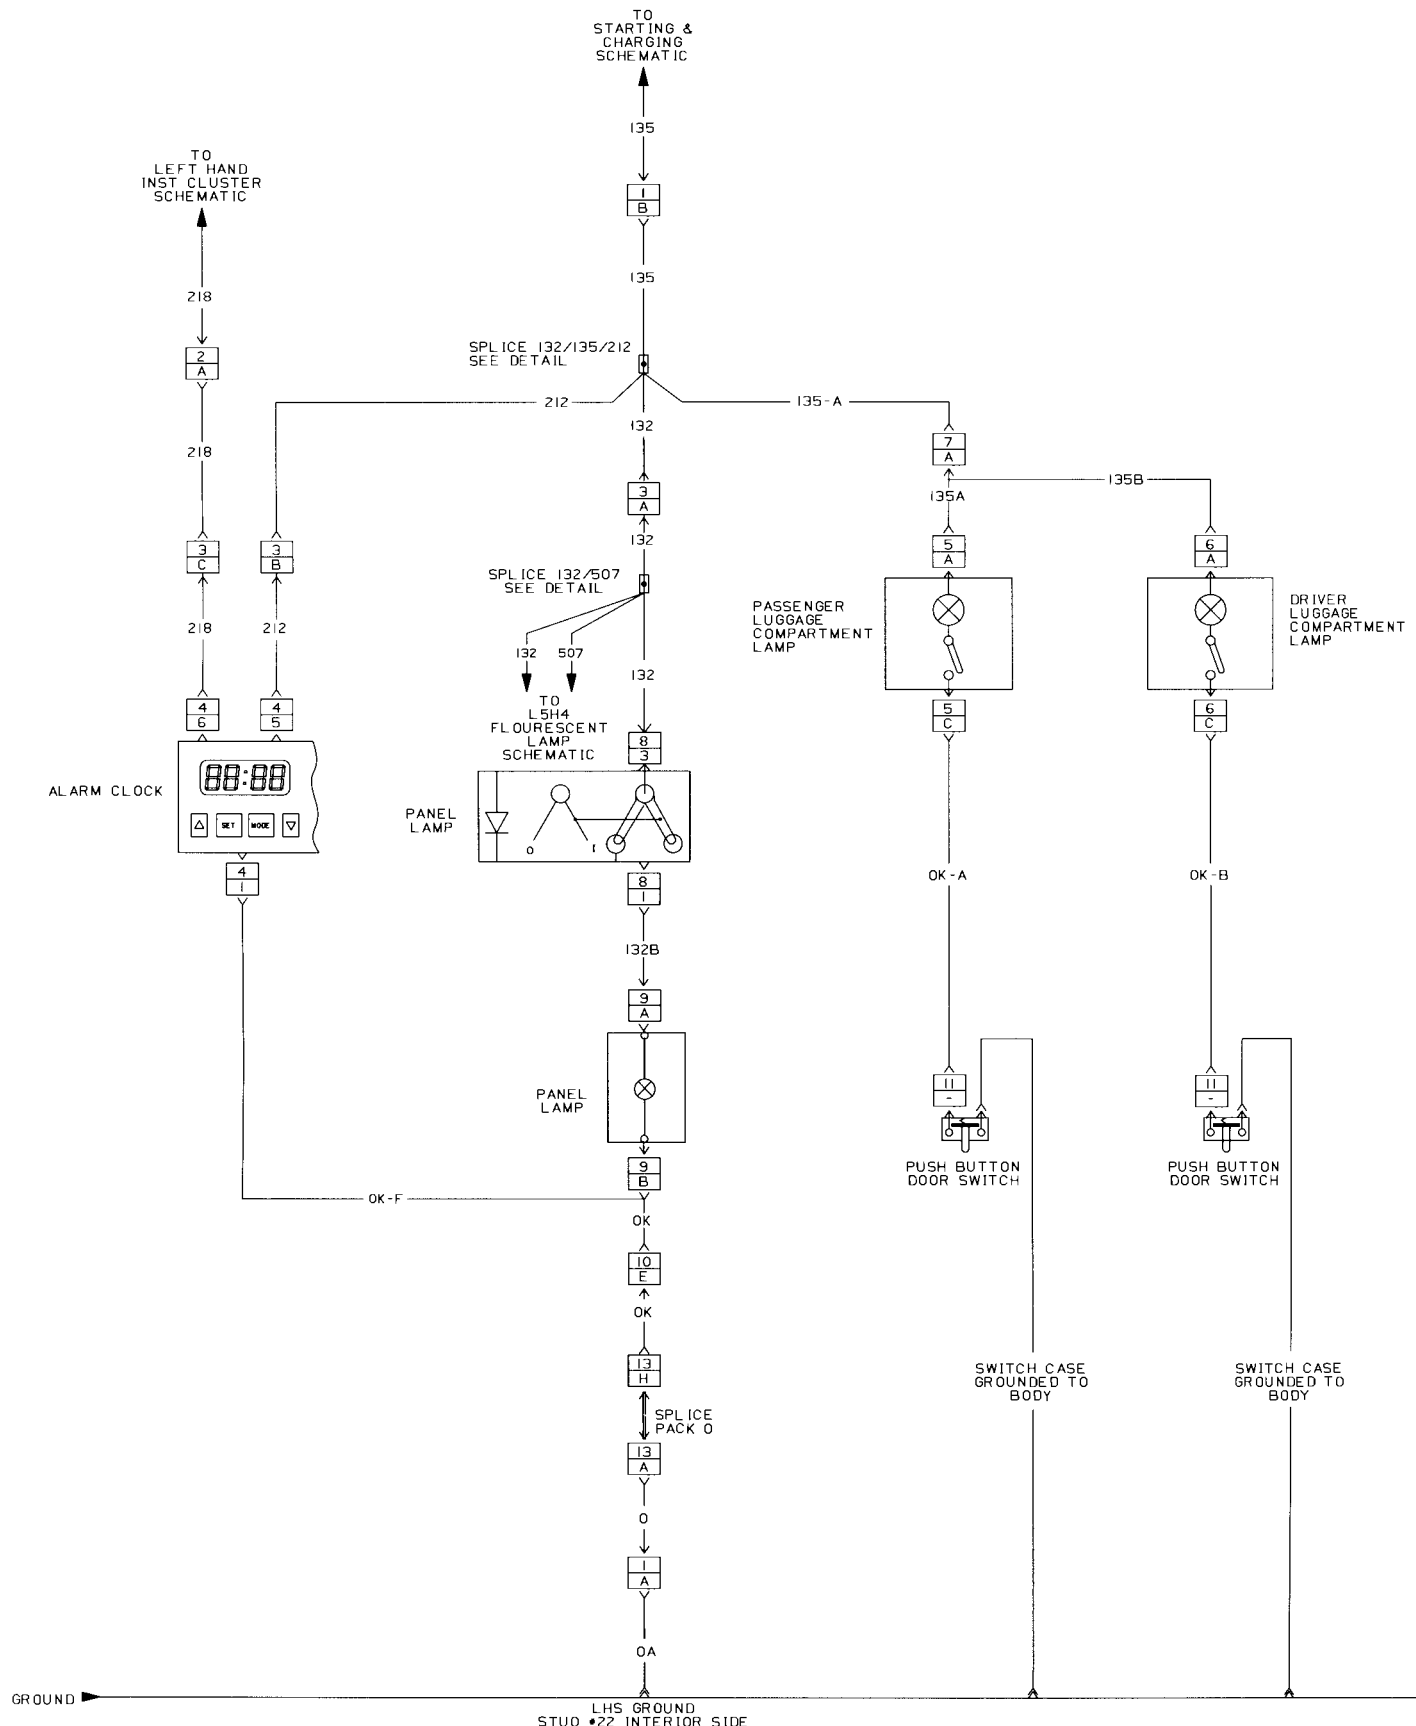 TO
STARTING &
CHARGING
SCHEMATIC
135
1
B
135
TO
LEFT HAND
INST CLUSTER
SCHEMATIC
218
2
A
218
SPLICE 132/135/212
SEE DETAIL
212
132
135-A
7
A
135A
135B
3
A
132
3
C
3
B
5
A
6
A
SPLICE 132/507
SEE DETAIL
218
212
132
507
132
PASSENGER
LUGGAGE
COMPARTMENT
LAMP
DRIVER
LUGGAGE
COMPARTMENT
LAMP
4
6
4
5
TO
L5H4
FLOURESCENT
LAMP
SCHEMATIC
8
3
5
C
6
C
ALARM CLOCK
88:88
SET
MODE
PANEL
LAMP
0
1
4
1
8
1
OK-A
OK-B
132B
9
A
PANEL
LAMP
11
-
11
-
PUSH BUTTON
DOOR SWITCH
PUSH BUTTON
DOOR SWITCH
9
B
OK-F
OK
10
E
OK
13
H
SPLICE
PACK 0
13
A
SWITCH CASE
GROUNDED TO
BODY
SWITCH CASE
GROUNDED TO
BODY
0
1
A
0A
GROUND
LHS GROUND
STUD #22 INTERIOR SIDE